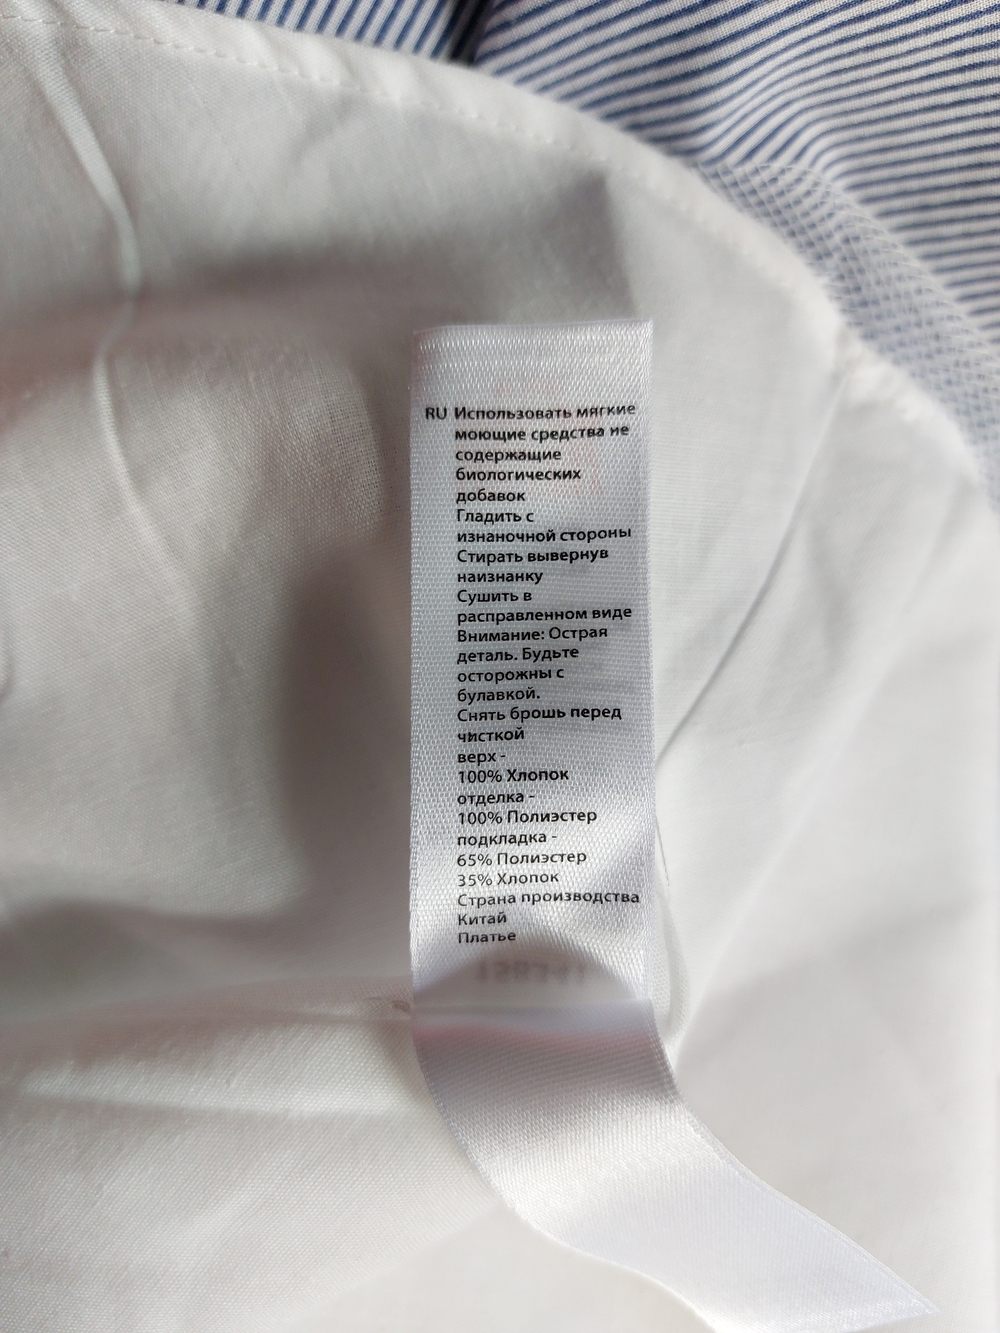 RU Использовать мягкие
моющие средства не
содержащие
биологических
добавок
Гладить с
изнаночной стороны
Стирать вывернув
наизнанку
Сушить в
расправленном виде
Внимание: Острая
деталь. Будьте
осторожны с
булавкой.
Снять брошь перед
чисткой
верх -
100% Хлопок
отделка -
100% Полиэстер
подкладка -
65% Полиэстер
35% Хлопок
Страна производства
Китай
Платье